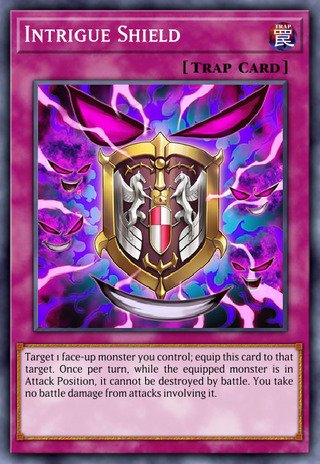 Intrigue Shield
TRAP
罠
[Trap Card]
Target 1 face-up monster you control; equip this card to that
target. Once per turn, while the equipped monster is in
Attack Position, it cannot be destroyed by battle. You take
no battle damage from attacks involving it.